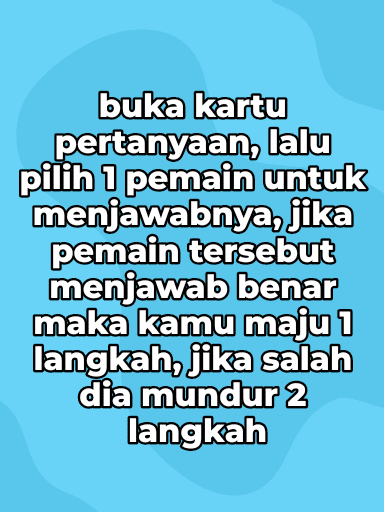 buka kartu
pertanyaan, lalu
pilih 1 pemain untuk
menjawabnya, jika
pemain tersebut
menjawab benar
maka kamu maju 1
langkah, jika salah
dia mundur 2
langkah